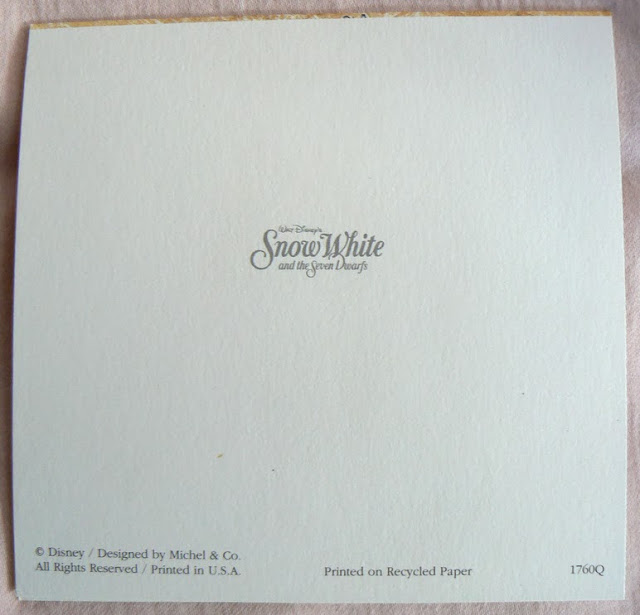 Walt Disney's
Snow White
and the Seven Dwarfs
© Disney / Designed by Michel & Co.
All Rights Reserved / Printed in U.S.A.
Printed on Recycled Paper
1760Q